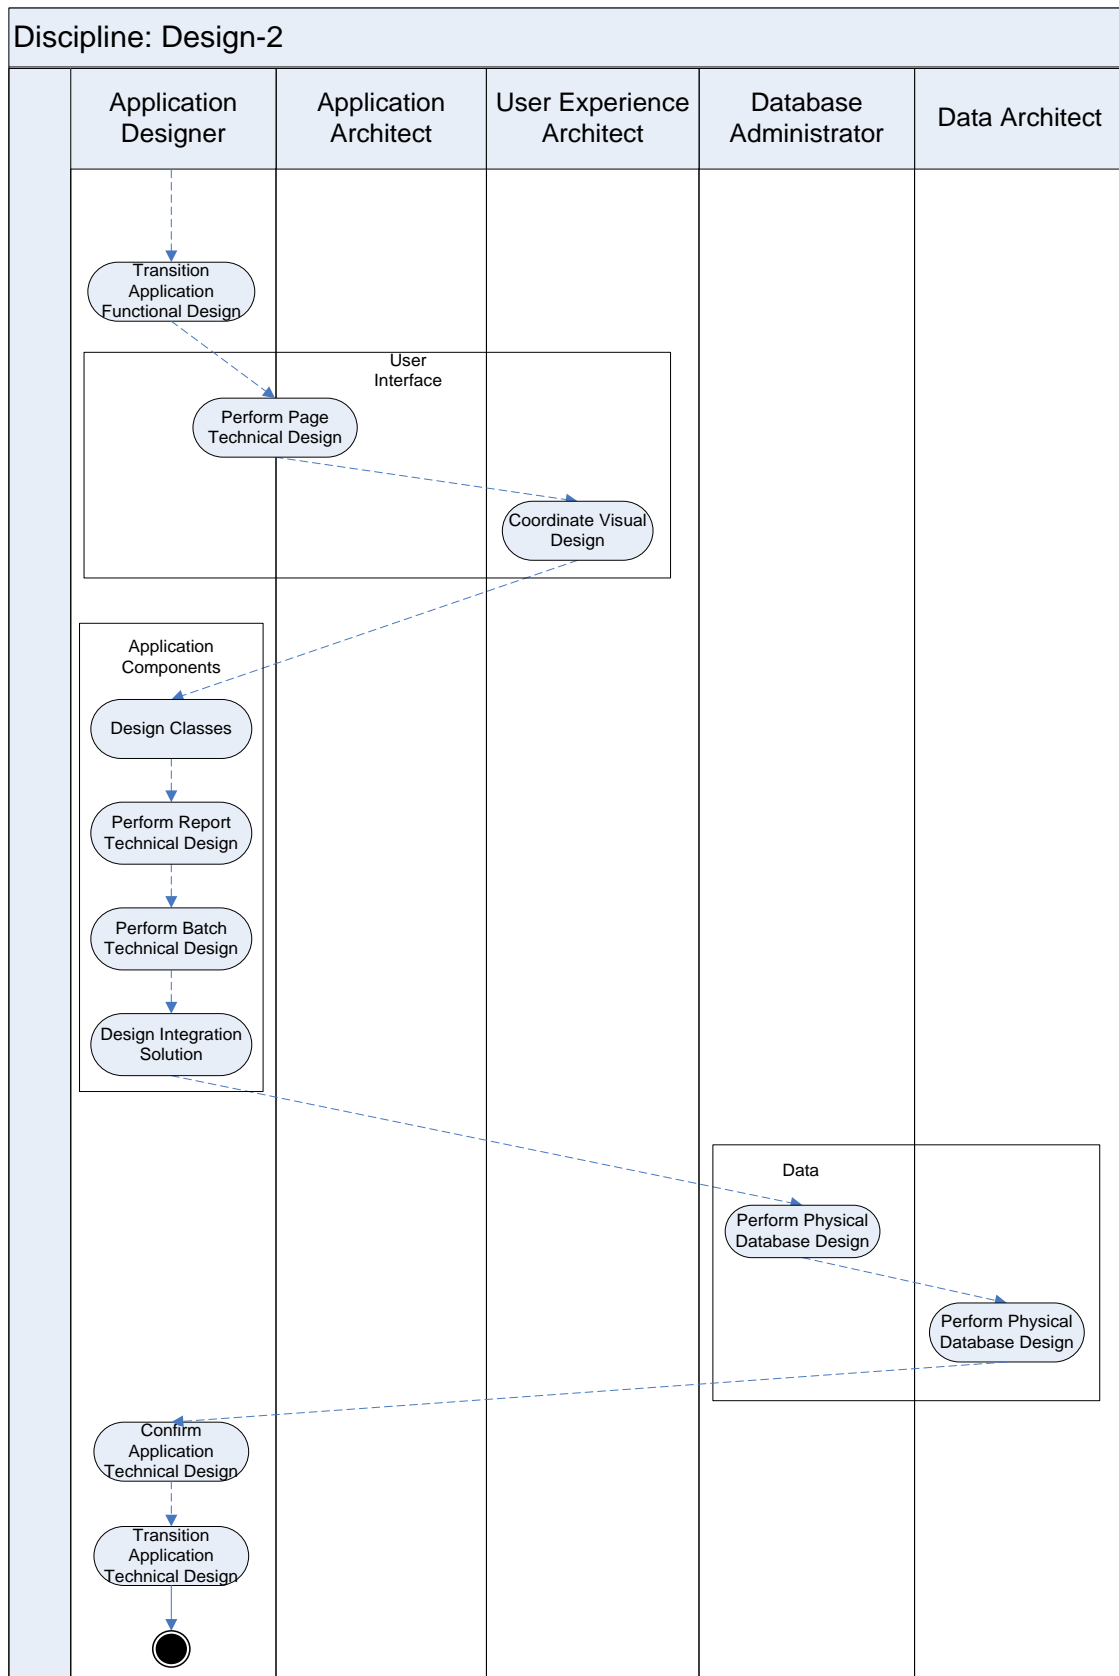 Discipline: Design-2
Application
Designer
Application
Architect
User Experience
Architect
Database
Administrator
Data Architect
Transition
Application
Functional Design
User
Interface
Perform Page
Technical Design
Coordinate Visual
Design
Application
Components
Design Classes
Perform Report
Technical Design
Perform Batch
Technical Design
Design Integration
Solution
Data
Perform Physical
Database Design
Perform Physical
Database Design
Confirm
Application
Technical Design
Transition
Application
Technical Design